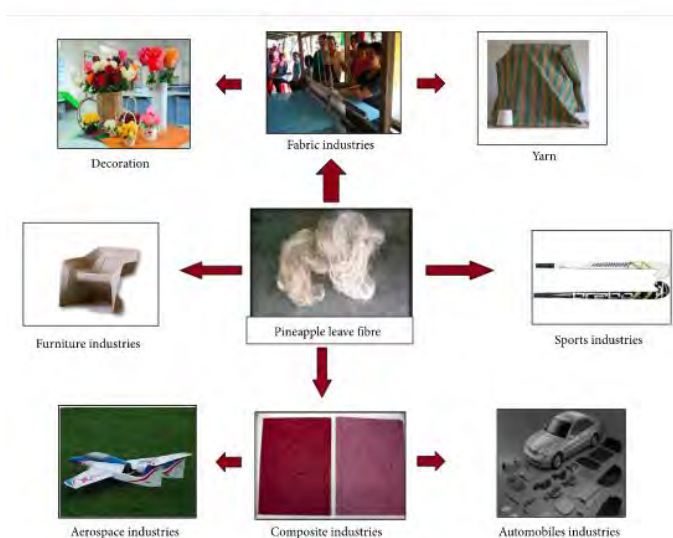 Decoration
Fabric industries
Yarn
Furniture industries
Pineapple leave fibre
Sports industries
Aerospace industries
Composite industries
Automobiles industries